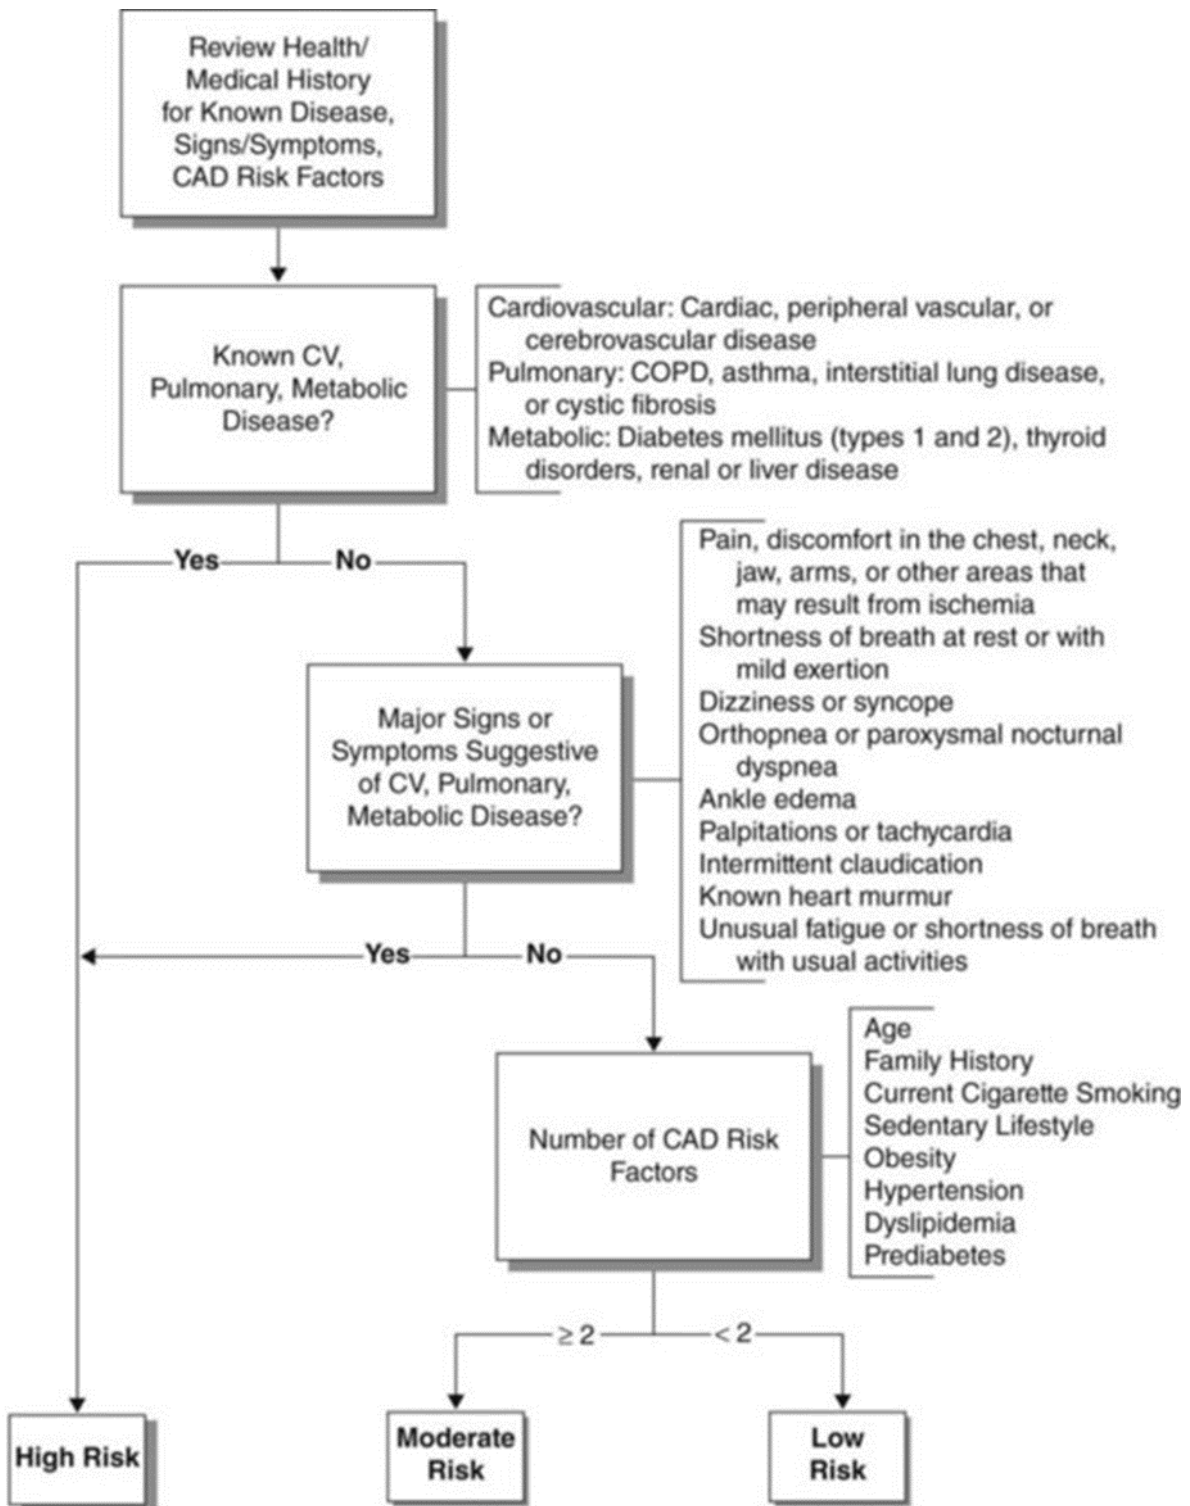 Review Health/
Medical History
for Known Disease,
Signs/Symptoms,
CAD Risk Factors
Known CV,
Pulmonary, Metabolic
Disease?
Cardiovascular: Cardiac, peripheral vascular, or
cerebrovascular disease
Pulmonary: COPD, asthma, interstitial lung disease,
or cystic fibrosis
Metabolic: Diabetes mellitus (types 1 and 2), thyroid
disorders, renal or liver disease
Yes
No
Major Signs or
Symptoms Suggestive
of CV, Pulmonary,
Metabolic Disease?
Pain, discomfort in the chest, neck,
jaw, arms, or other areas that
may result from ischemia
Shortness of breath at rest or with
mild exertion
Dizziness or syncope
Orthopnea or paroxysmal nocturnal
dyspnea
Ankle edema
Palpitations or tachycardia
Intermittent claudication
Known heart murmur
Unusual fatigue or shortness of breath
with usual activities
Yes
No
Number of CAD Risk
Factors
Age
Family History
Current Cigarette Smoking
Sedentary Lifestyle
Obesity
Hypertension
Dyslipidemia
Prediabetes
≥ 2
< 2
High Risk
Moderate
Risk
Low
Risk